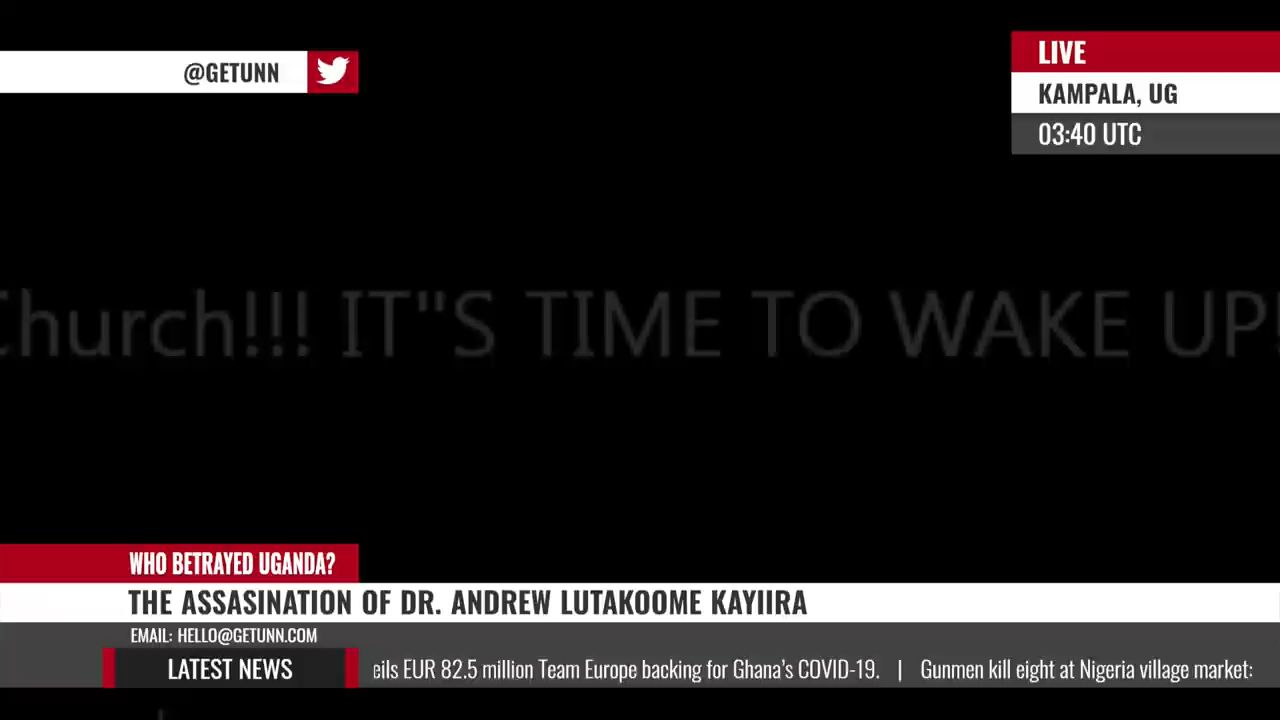 @GETUNN
LIVE
KAMPALA, UG
03:40 UTC
Church!!! IT"S TIME TO WAKE UP!
WHO BETRAYED UGANDA?
THE ASSASINATION OF DR. ANDREW LUTAKOOME KAYIIRA
EMAIL: HELLO@GETUNN.COM
LATEST NEWS
eils EUR 82.5 million Team Europe backing for Ghana's COVID-19. | Gunmen kill eight at Nigeria village market: